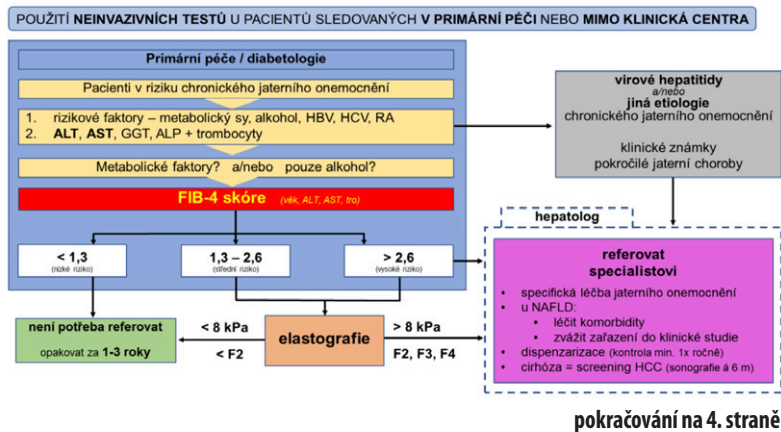 POUŽITÍ NEINVAZIVNÍCH TESTŮ U PACIENTŮ SLEDOVANÝCH V PRIMÁRNÍ PÉČI NEBO MIMO KLINICKÁ CENTRA
Primární péče / diabetologie
Pacienti v riziku chronického jaterního onemocnění
1. rizikové faktory – metabolický sy, alkohol, HBV, HCV, RA
2. ALT, AST, GGT, ALP + trombocyty
Metabolické faktory? a/nebo pouze alkohol?
FIB-4 skóre (věk, ALT, AST, tro)
< 1,3
(nízké riziko)
1,3 – 2,6
(střední riziko)
> 2,6
(vysoké riziko)
virové hepatitidy
a/nebo
jiná etiologie
chronického jaterního onemocnění
klinické známky
pokročilé jaterní choroby
hepatolog
referovat
specialistovi
• specifická léčba jaterního onemocnění
• u NAFLD:
• léčit komorbidity
• zvážit zařazení do klinické studie
• dispenzarizace (kontrola min. 1x ročně)
• cirhóza = screening HCC (sonografie á 6 m)
není potřeba referovat
opakovat za 1-3 roky
< 8 kPa
< F2
elastografie
> 8 kPa
F2, F3, F4
pokračování na 4. straně